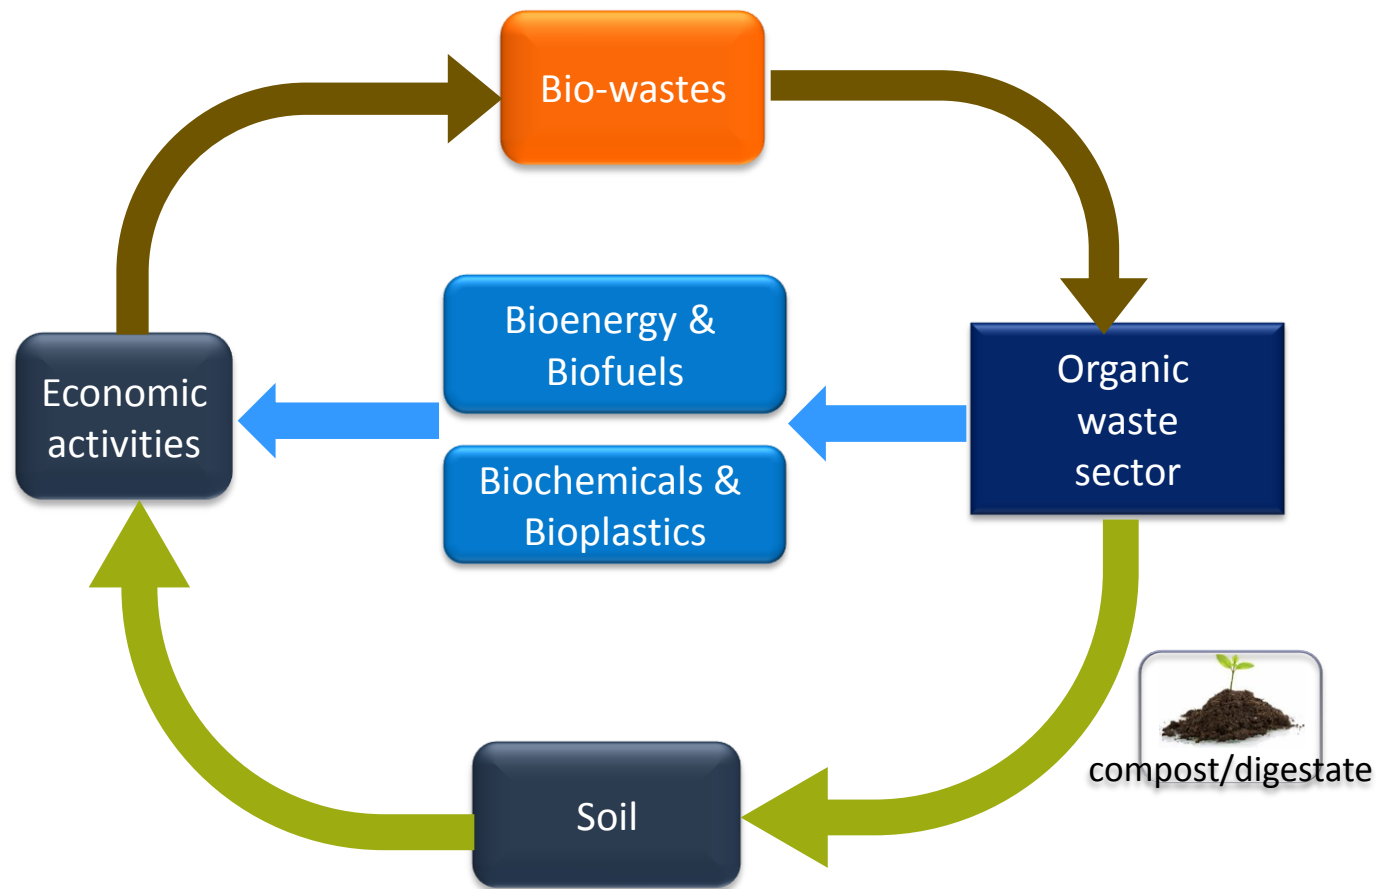 Bio-wastes
Bioenergy &
Biofuels
Economic
activities
Organic
waste
sector
Biochemicals &
Bioplastics
compost/digestate
Soil